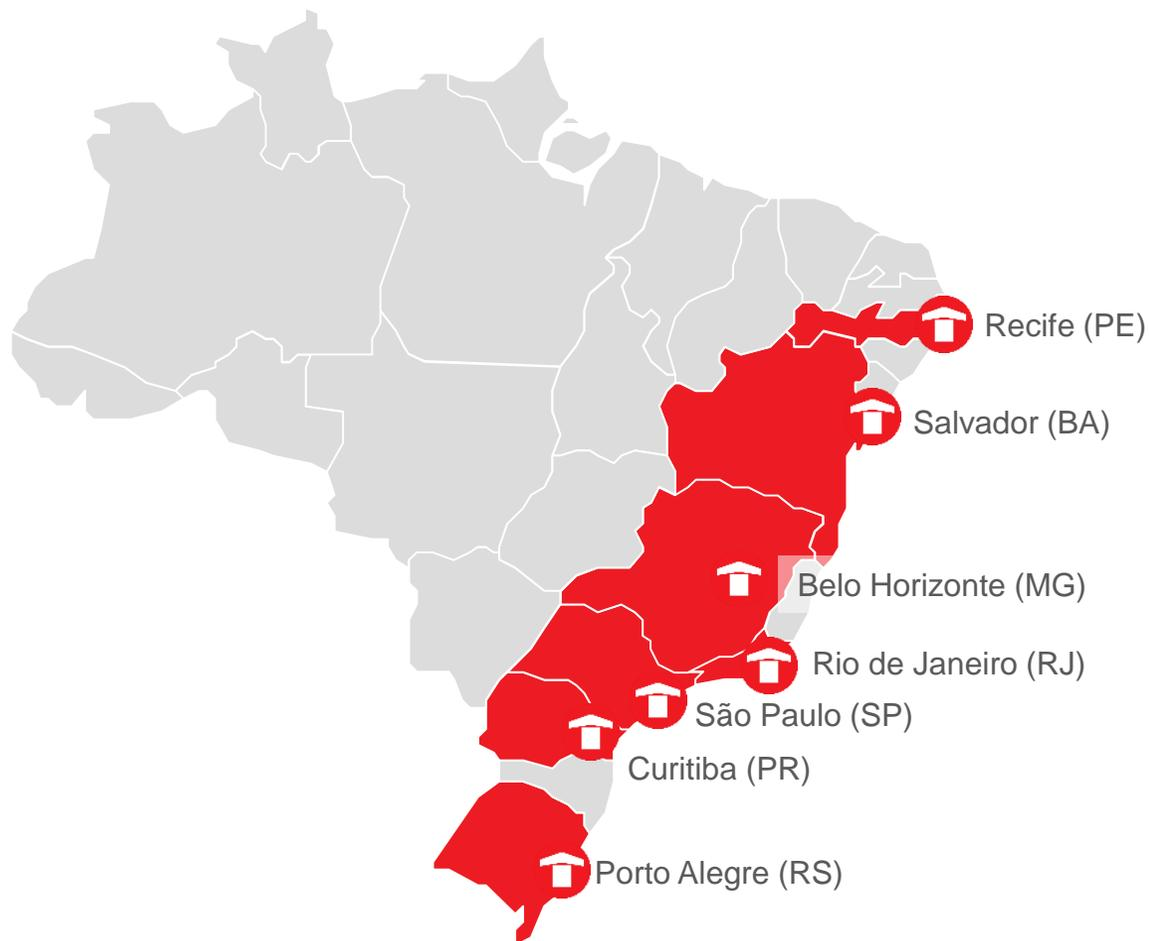 Recife (PE)
Salvador (BA)
Belo Horizonte (MG)
Rio de Janeiro (RJ)
São Paulo (SP)
Curitiba (PR)
Porto Alegre (RS)